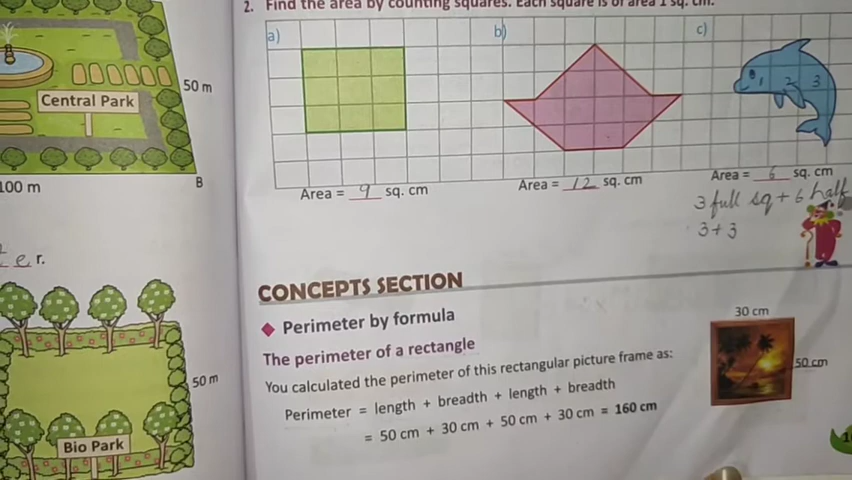 2. Find the area by counting squares. Each square is of area 1 sq. cm.
a)
b)
c)
1 2 3
Area = 9 sq. cm
Area = 12 sq. cm
Area = 6 sq. cm
3 full sq + 6 half
3 + 3
Central Park
50 m
100 m
B
e r.
50 m
Bio Park
CONCEPTS SECTION
Perimeter by formula
The perimeter of a rectangle
You calculated the perimeter of this rectangular picture frame as:
Perimeter = length + breadth + length + breadth
= 50 cm + 30 cm + 50 cm + 30 cm = 160 cm
30 cm
50 cm